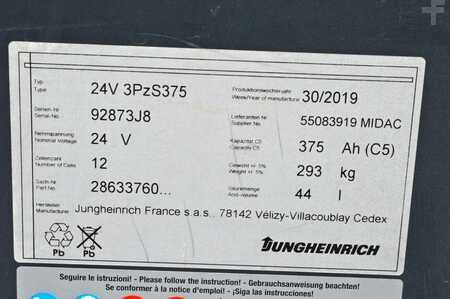 Typ
Type
24V 3PzS375
Produktionswoche/Jahr
Week/Year of manufacture
30/2019
Serien-Nr
Serial-No.
92873J8
Lieferanten Nr
Supplier No.
55083919 MIDAC
Nennspannung
Nominal Voltage
24 V
Kapazität C5
Capacity C5
375 Ah (C5)
Zellenzahl
Number of Cells
12
Gewicht +/- 5%
Weight +/- 5%
293 kg
Sach-Nr
Part-No.
28633760...
44 l
Hersteller
Manufacturer
Jungheinrich France s.a.s.. 78142 Vélizy-Villacoublay Cedex
Pb Pb
JUNGHEINRICH
Seguire le istruzioni! - Please follow the instruction! - Gebrauchsanweisung beachten!
Se conformer à la notice d'emploi! - Siga las instrucciones!